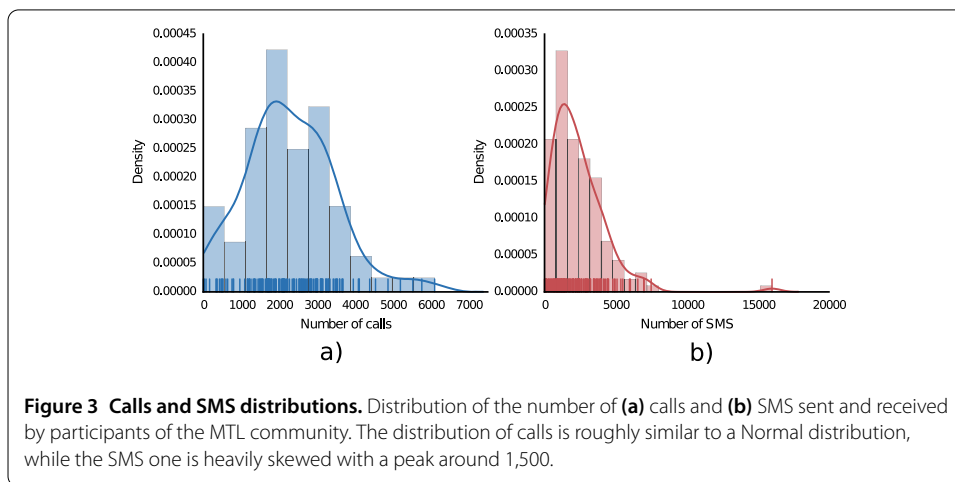 0.00045
0.00040
0.00035
0.00030
0.00025
0.00020
0.00015
0.00010
0.00005
0.00000
Density
0 1000 2000 3000 4000 5000 6000 7000
Number of calls
a)
0.00035
0.00030
0.00025
0.00020
0.00015
0.00010
0.00005
0.00000
Density
0 5000 10000 15000 20000
Number of SMS
b)
Figure 3 Calls and SMS distributions. Distribution of the number of (a) calls and (b) SMS sent and received
by participants of the MTL community. The distribution of calls is roughly similar to a Normal distribution,
while the SMS one is heavily skewed with a peak around 1,500.